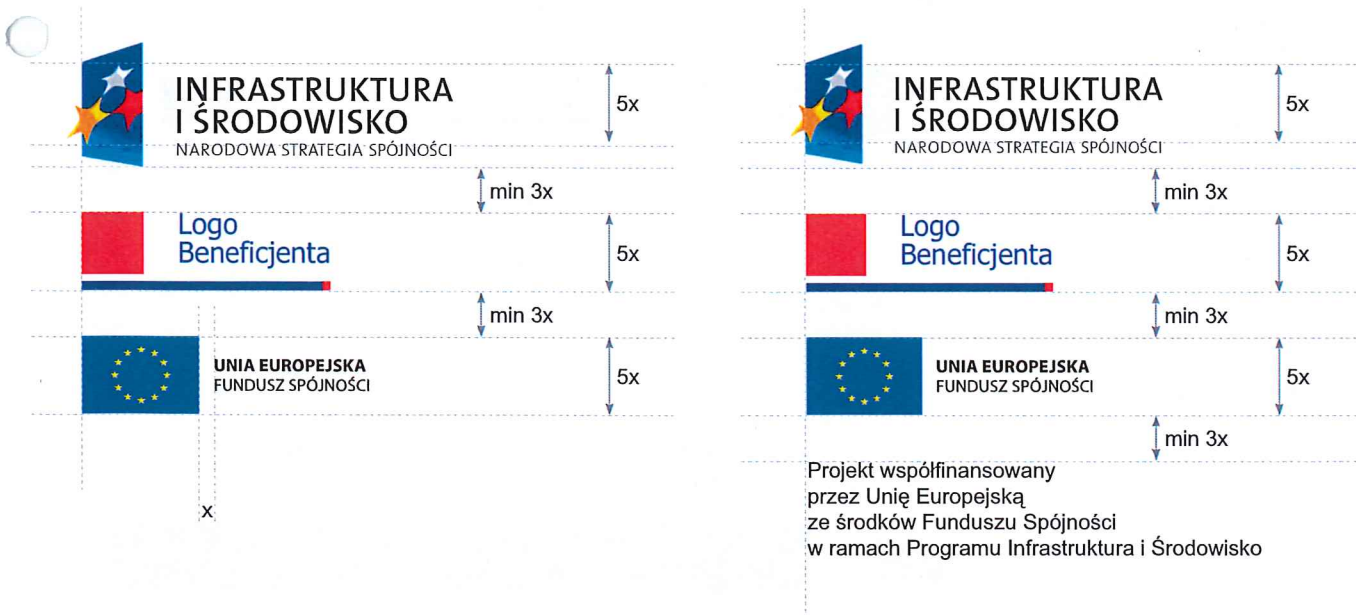 INFRASTRUKTURA
I ŚRODOWISKO
NARODOWA STRATEGIA SPÓJNOŚCI
5x
min 3x
Logo
Beneficjenta
5x
min 3x
UNIA EUROPEJSKA
FUNDUSZ SPÓJNOŚCI
5x
x
INFRASTRUKTURA
I ŚRODOWISKO
NARODOWA STRATEGIA SPÓJNOŚCI
5x
min 3x
Logo
Beneficjenta
5x
min 3x
UNIA EUROPEJSKA
FUNDUSZ SPÓJNOŚCI
5x
min 3x
Projekt współfinansowany
przez Unię Europejską
ze środków Funduszu Spójności
w ramach Programu Infrastruktura i Środowisko